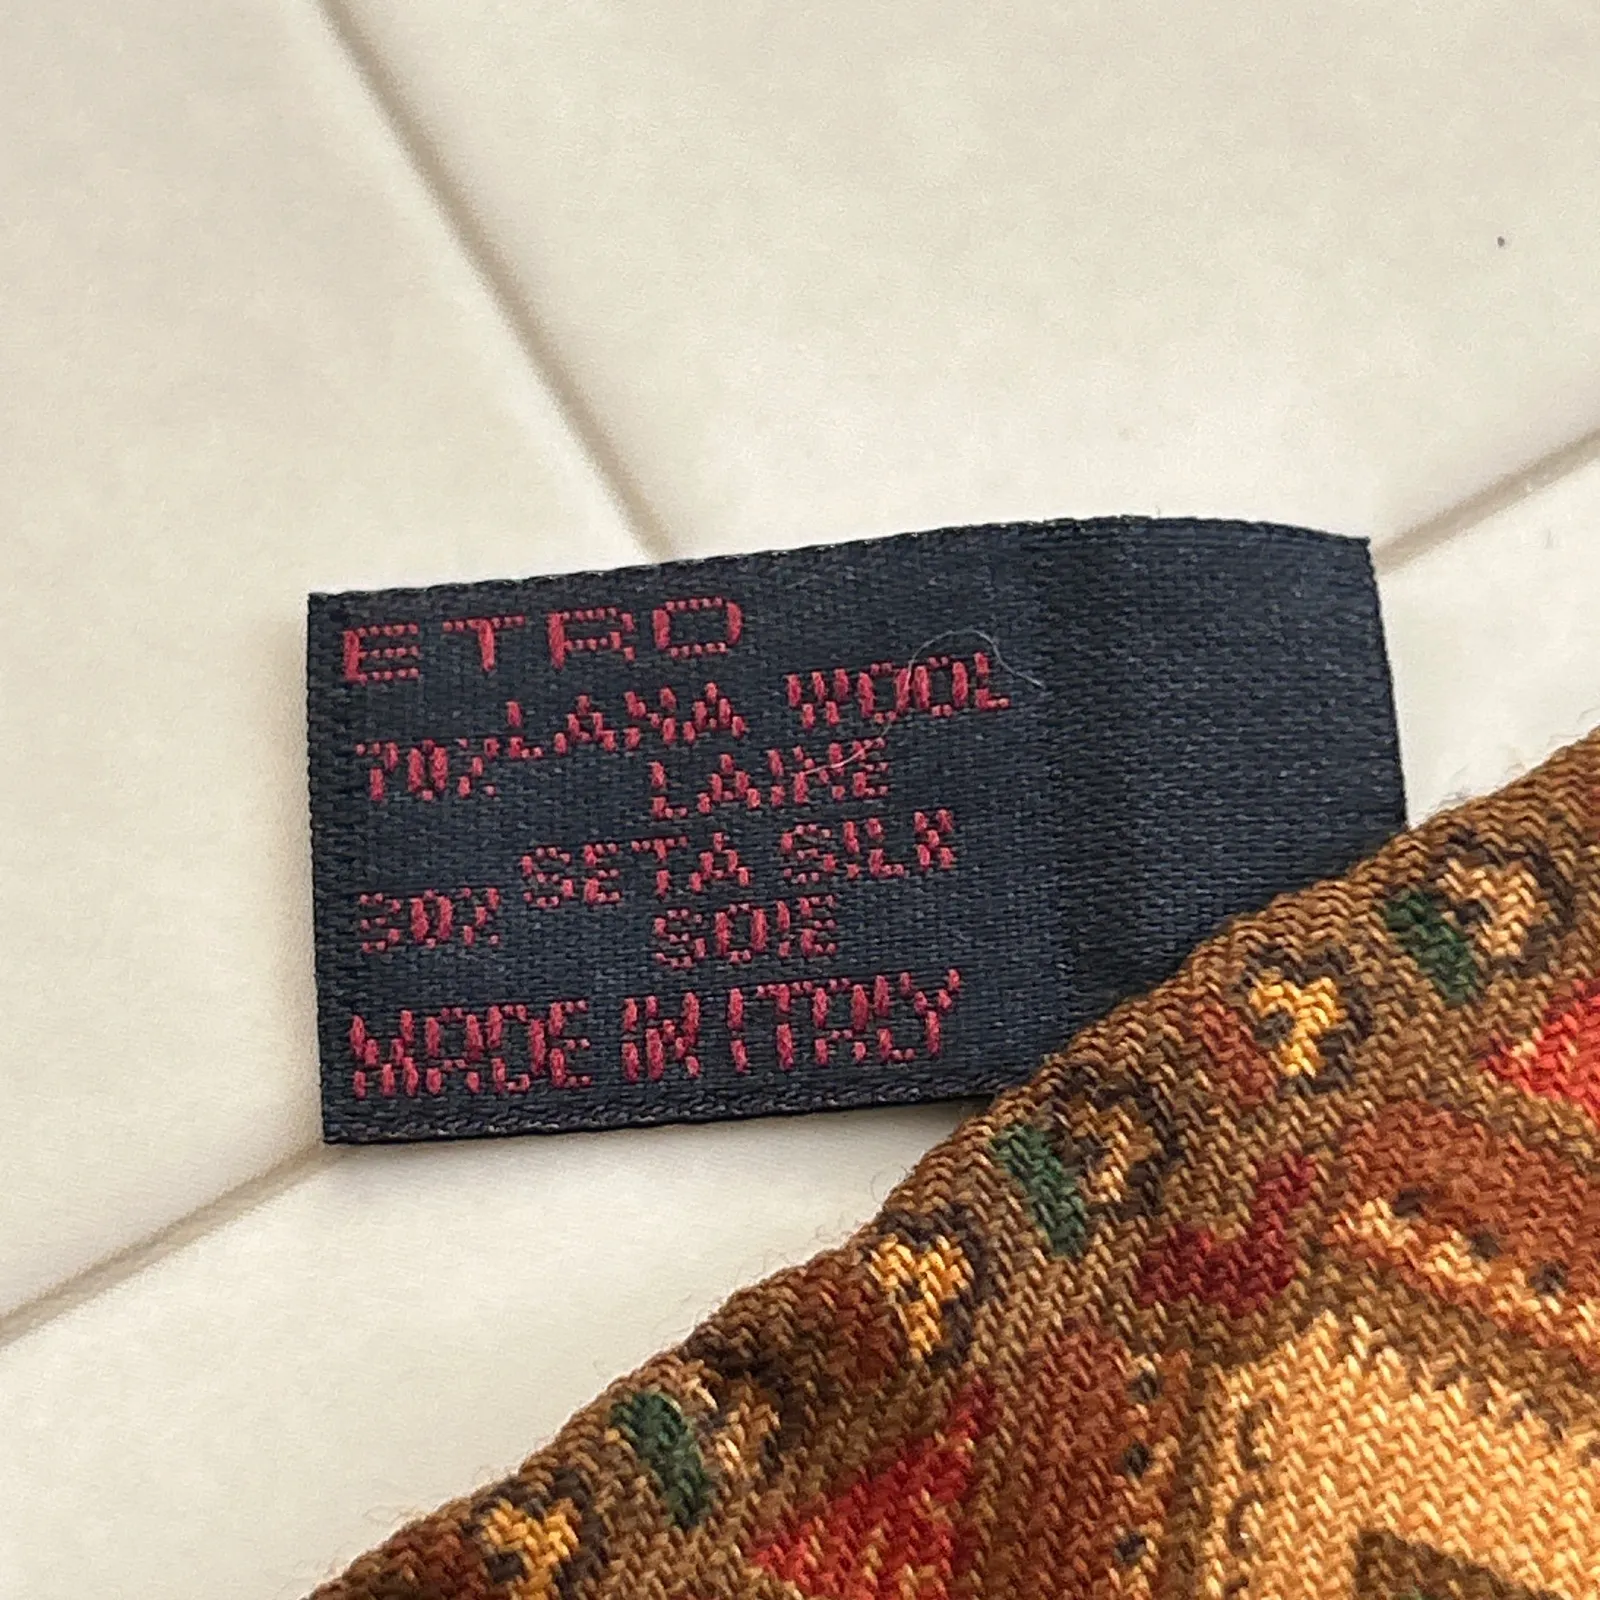 ETRO
70% LANA WOOL
LAINE
30% SETA SILK
SOIE
MADE IN ITALY